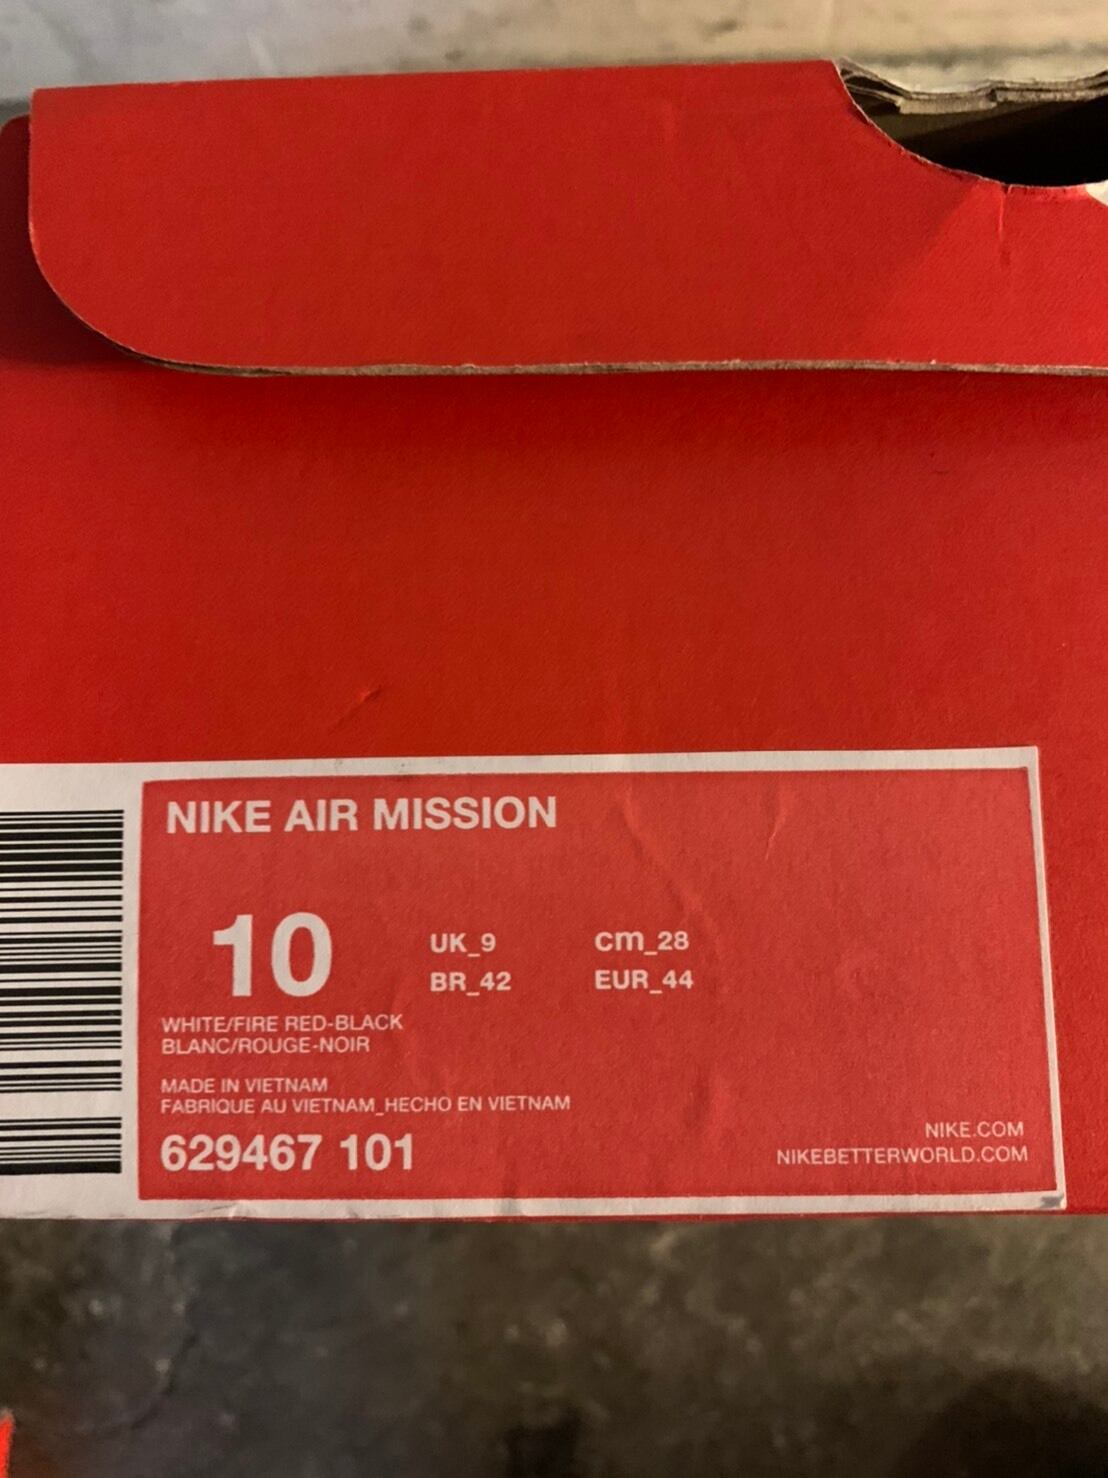 NIKE AIR MISSION
10
UK_9 cm_28
BR_42 EUR_44
WHITE/FIRE RED-BLACK
BLANC/ROUGE-NOIR
MADE IN VIETNAM
FABRIQUE AU VIETNAM_HECHO EN VIETNAM
629467 101
NIKE.COM
NIKEBETTERWORLD.COM